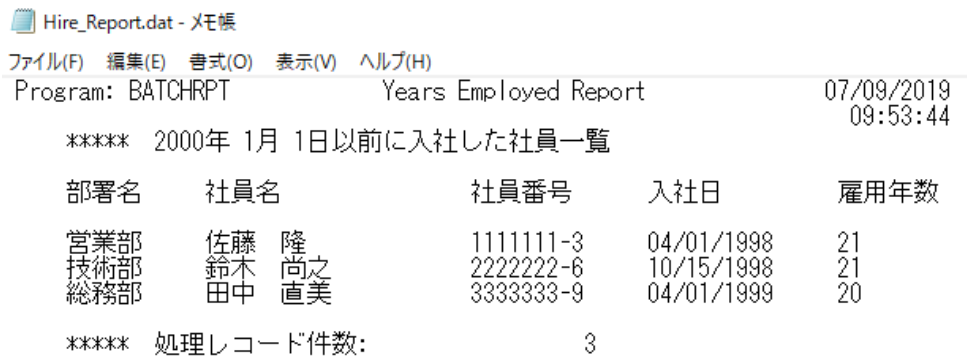 Hire_Report.dat - メモ帳
ファイル(F) 編集(E) 書式(O) 表示(V) ヘルプ(H)
Program: BATCHRPT Years Employed Report 07/09/2019
09:53:44
***** 2000年 1月 1日以前に入社した社員一覧
部署名 社員名 社員番号 入社日 雇用年数
営業部 佐藤 隆 1111111-3 04/01/1998 21
技術部 鈴木 尚之 2222222-6 10/15/1998 21
総務部 田中 直美 3333333-9 04/01/1999 20
***** 処理レコード件数: 3